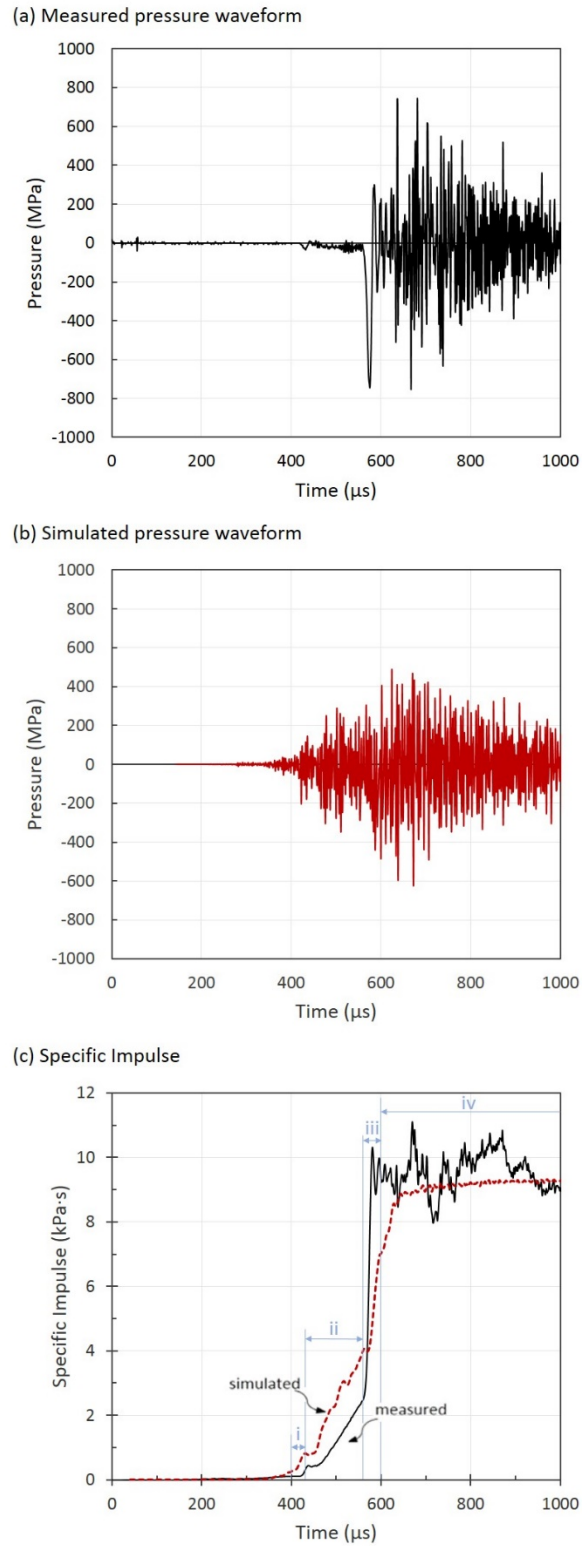 (a) Measured pressure waveform
1000
800
600
400
200
0
-200
-400
-600
-800
-1000
Pressure (MPa)
0 200 400 600 800 1000
Time (µs)
(b) Simulated pressure waveform
1000
800
600
400
200
0
-200
-400
-600
-800
-1000
Pressure (MPa)
0 200 400 600 800 1000
Time (µs)
(c) Specific Impulse
12
10
8
6
4
2
0
Specific Impulse (kPa·s)
iv
iii
ii
simulated
i
measured
0 200 400 600 800 1000
Time (µs)